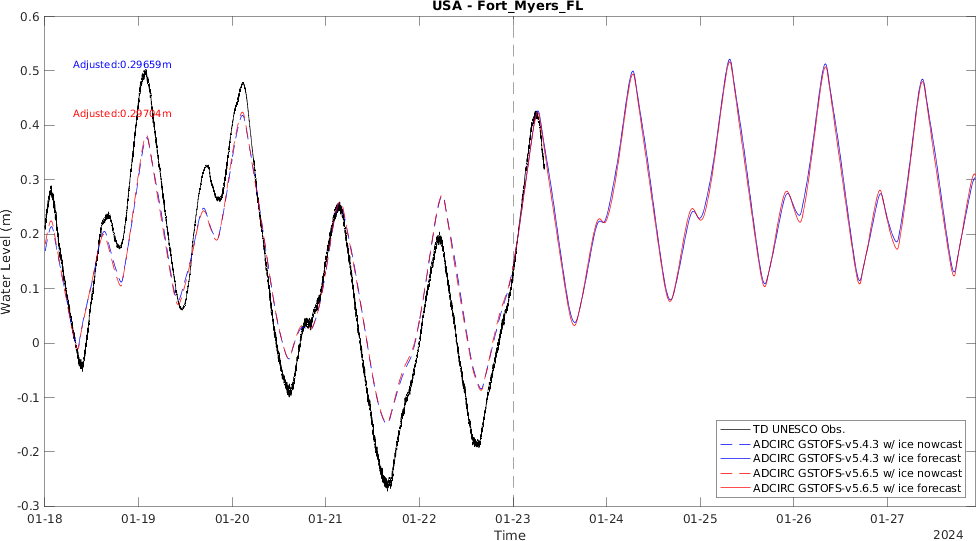 USA - Fort_Myers_FL
0.6
0.5
0.4
0.3
0.2
0.1
0
-0.1
-0.2
-0.3
Water Level (m)
Adjusted:0.29659m
Adjusted:0.29704m
TD UNESCO Obs.
ADCIRC GSTOFS-v5.4.3 w/ ice nowcast
ADCIRC GSTOFS-v5.4.3 w/ ice forecast
ADCIRC GSTOFS-v5.6.5 w/ ice nowcast
ADCIRC GSTOFS-v5.6.5 w/ ice forecast
01-18 01-19 01-20 01-21 01-22 01-23 01-24 01-25 01-26 01-27
Time
2024